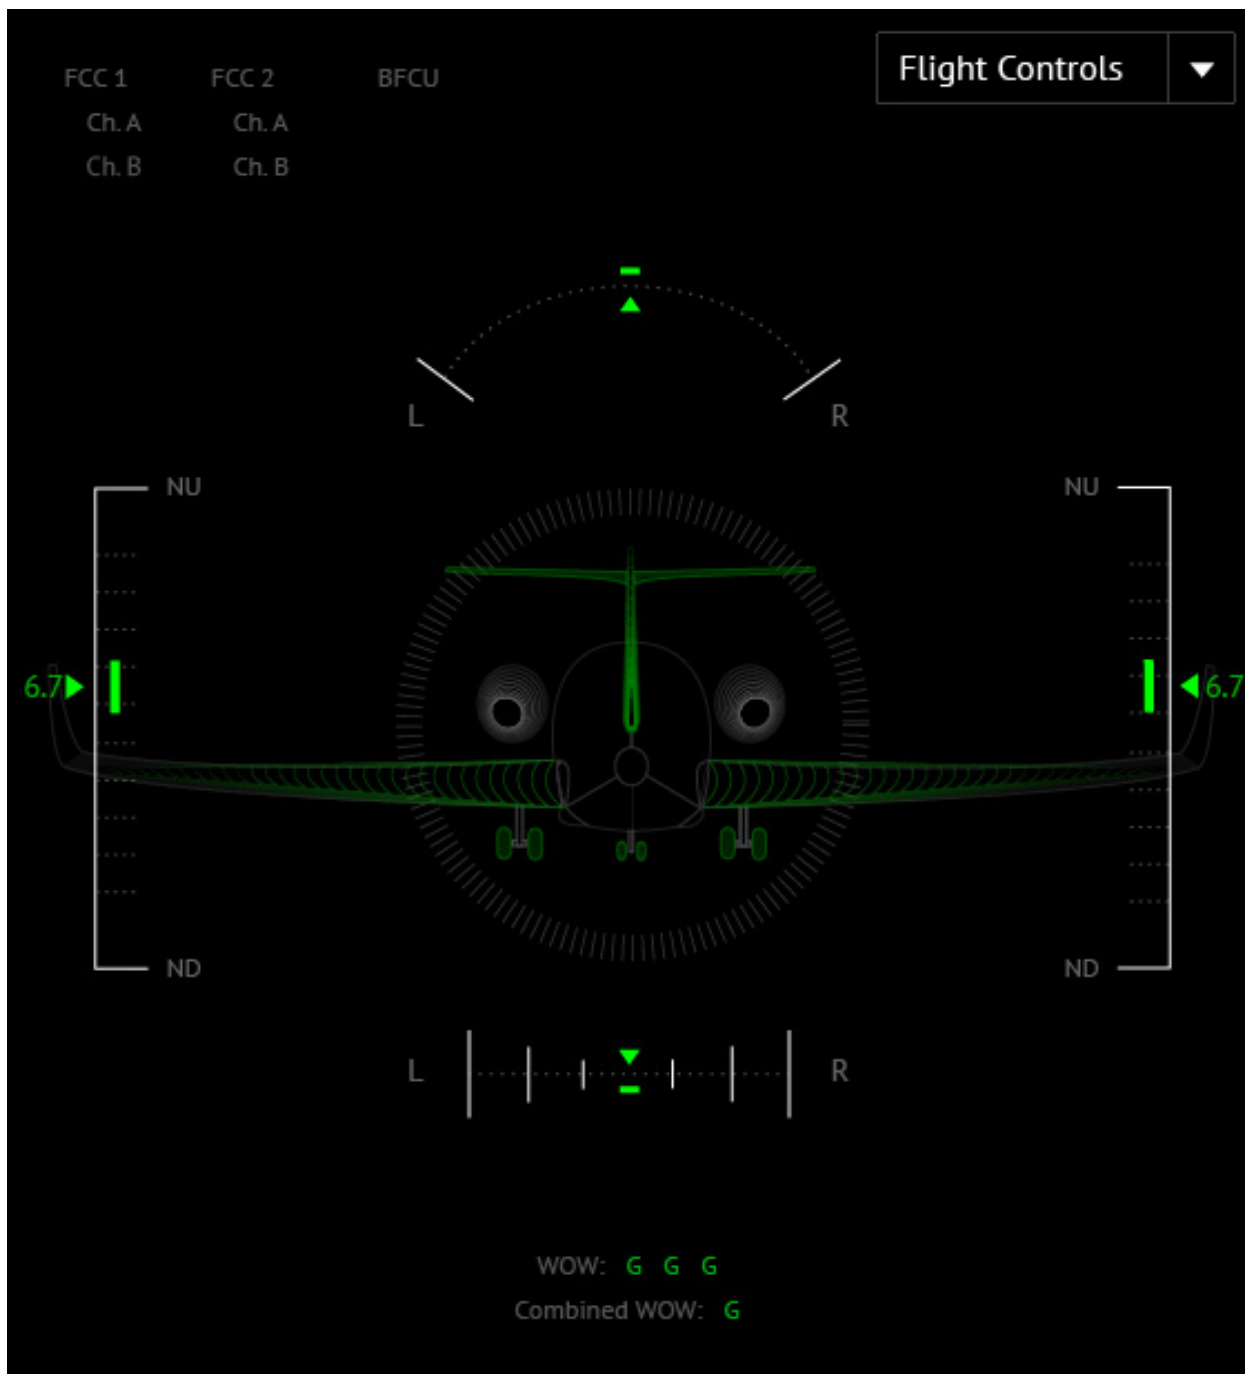 FCC 1 FCC 2 BFCU Flight Controls
Ch. A Ch. A
Ch. B Ch. B
L R
NU NU
6.7 6.7
ND ND
L R
WOW: G G G
Combined WOW: G